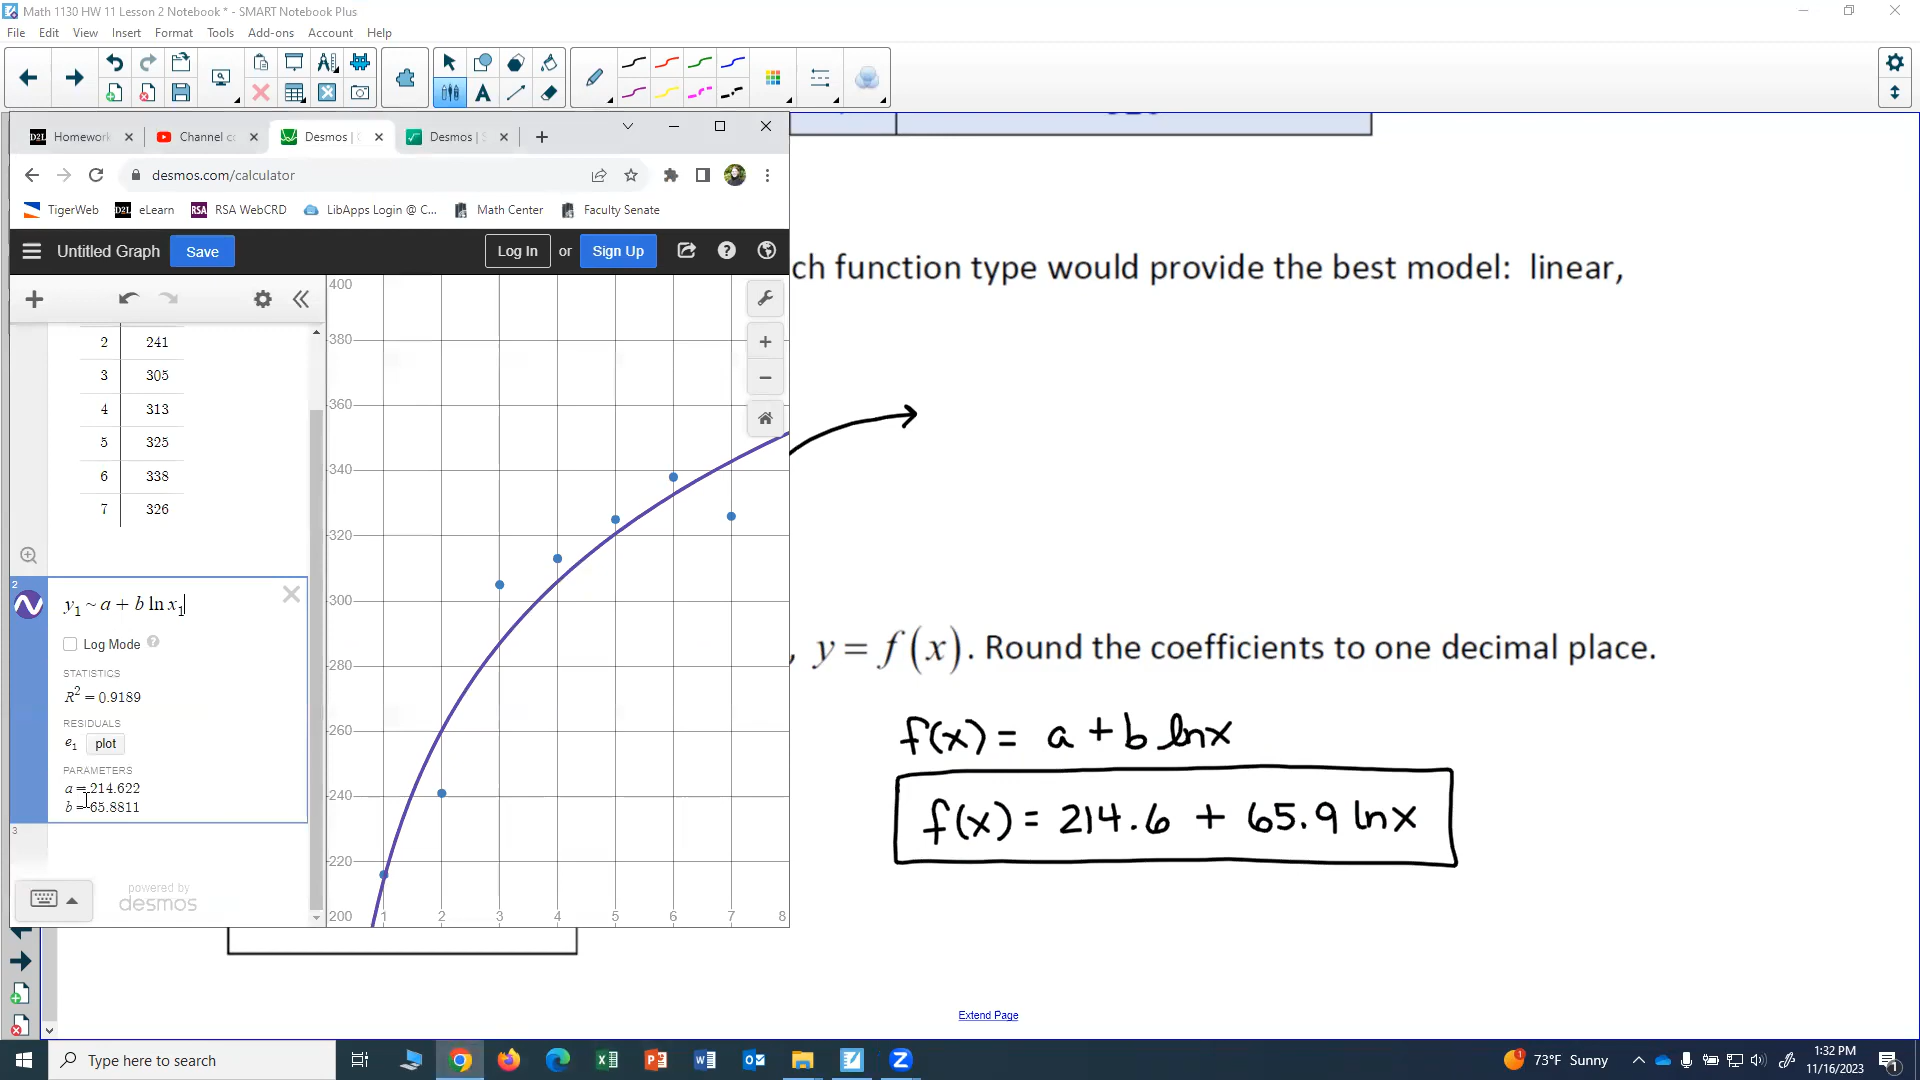 Math 1130 HW 11 Lesson 2 Notebook * - SMART Notebook Plus
File Edit View Insert Format Tools Add-ons Account Help
Homework
Channel co
Desmos |
Desmos |
desmos.com/calculator
TigerWeb
D2L eLearn
RSA RSA WebCRD
LibApps Login @ C...
Math Center
Faculty Senate
Untitled Graph
Save
Log In or Sign Up
2 241
3 305
4 313
5 325
6 338
7 326
2
y₁ ~ a + b ln x₁
Log Mode
STATISTICS
R² = 0.9189
RESIDUALS
e₁ plot
PARAMETERS
a = 214.622
b = 65.8811
3
powered by
desmos
400
380
360
340
320
300
280
260
240
220
200
1 2 3 4 5 6 7 8
ch function type would provide the best model: linear,
, y = f(x). Round the coefficients to one decimal place.
f(x) = a + b lnx
f(x) = 214.6 + 65.9 lnx
Extend Page
Type here to search
73°F Sunny
1:32 PM
11/16/2023